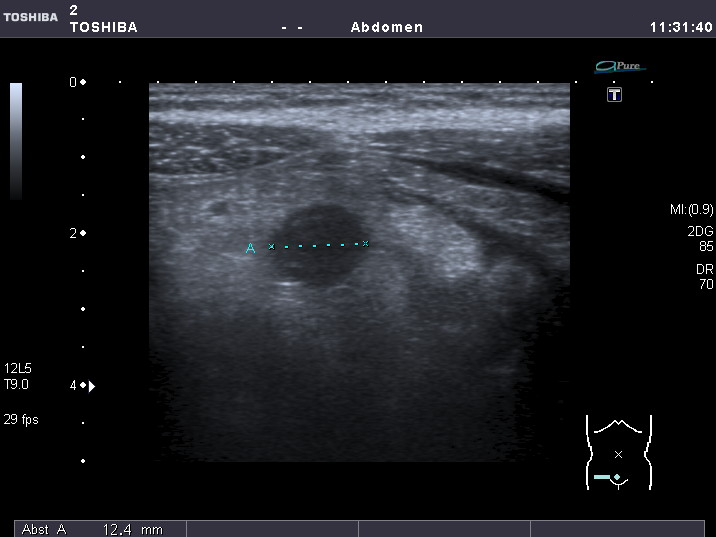 TOSHIBA
2
TOSHIBA - - Abdomen 11:31:40
0
Pure
T
MI:(0.9)
2
2DG
85
DR
70
12L5
T9.0
4
29 fps
A
Abst A 12.4 mm